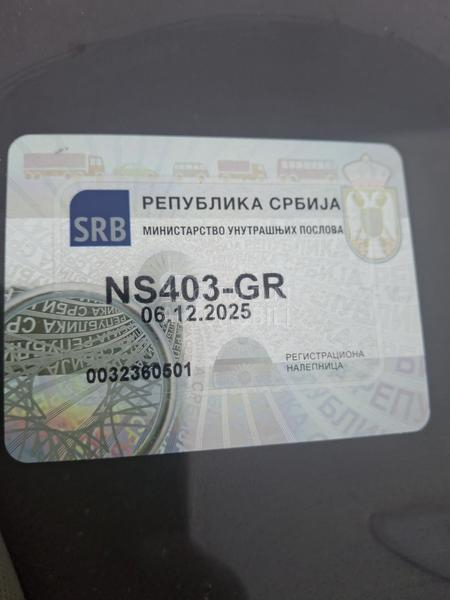 РЕПУБЛИКА СРБИЈА
SRB
МИНИСТАРСТВО УНУТРАШЊИХ ПОСЛОВА
NS403-GR
06.12.2025
0032360501
РЕГИСТРАЦИОНА
НАЛЕПНИЦА